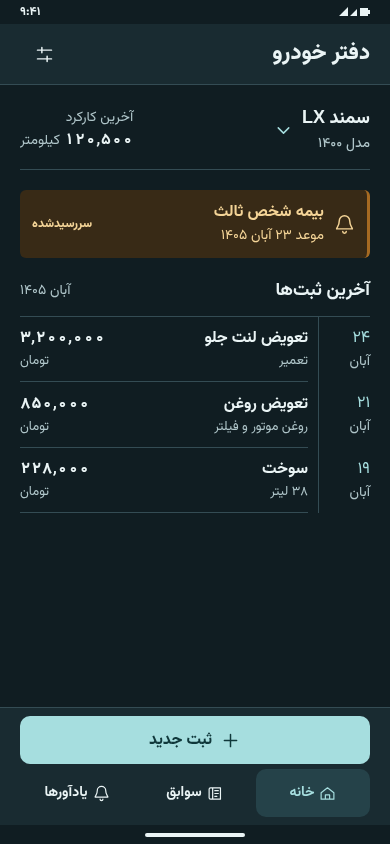 ۹:۴۱
دفتر خودرو
سمند LX
مدل ۱۴۰۰
آخرین کارکرد
۱۲۰,۵۰۰ کیلومتر
بیمه شخص ثالث
موعد ۲۳ آبان ۱۴۰۵
سررسیدشده
آخرین ثبت‌ها
آبان ۱۴۰۵
۲۴ آبان
تعویض لنت جلو
تعمیر
۳,۲۰۰,۰۰۰
تومان
۲۱ آبان
تعویض روغن
روغن موتور و فیلتر
۸۵۰,۰۰۰
تومان
۱۹ آبان
سوخت
۳۸ لیتر
۲۲۸,۰۰۰
تومان
ثبت جدید
خانه
سوابق
یادآورها